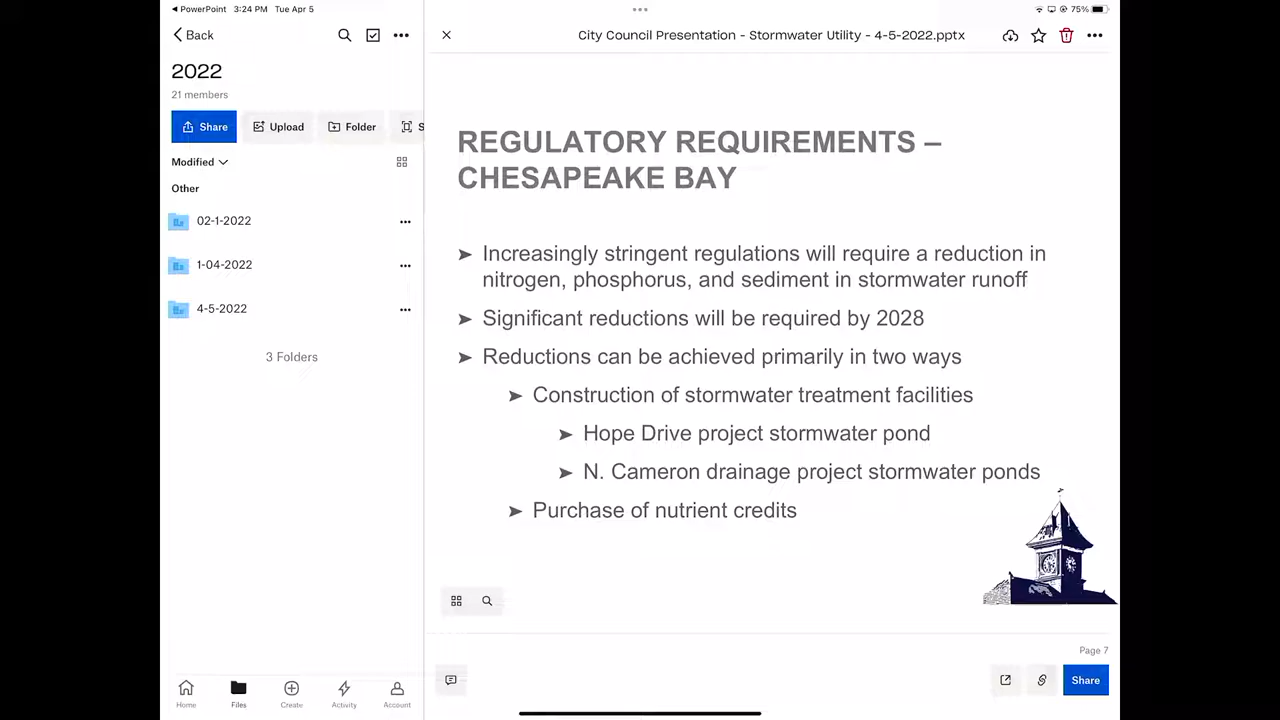 PowerPoint 3:24 PM Tue Apr 5
75%
Back
2022
21 members
Share
Upload
Folder
S
Modified
Other
02-1-2022
1-04-2022
4-5-2022
3 Folders
Home
Files
Create
Activity
Account
City Council Presentation - Stormwater Utility - 4-5-2022.pptx
REGULATORY REQUIREMENTS –
CHESAPEAKE BAY
➤ Increasingly stringent regulations will require a reduction in
nitrogen, phosphorus, and sediment in stormwater runoff
➤ Significant reductions will be required by 2028
➤ Reductions can be achieved primarily in two ways
➤ Construction of stormwater treatment facilities
➤ Hope Drive project stormwater pond
➤ N. Cameron drainage project stormwater ponds
➤ Purchase of nutrient credits
Page 7
Share